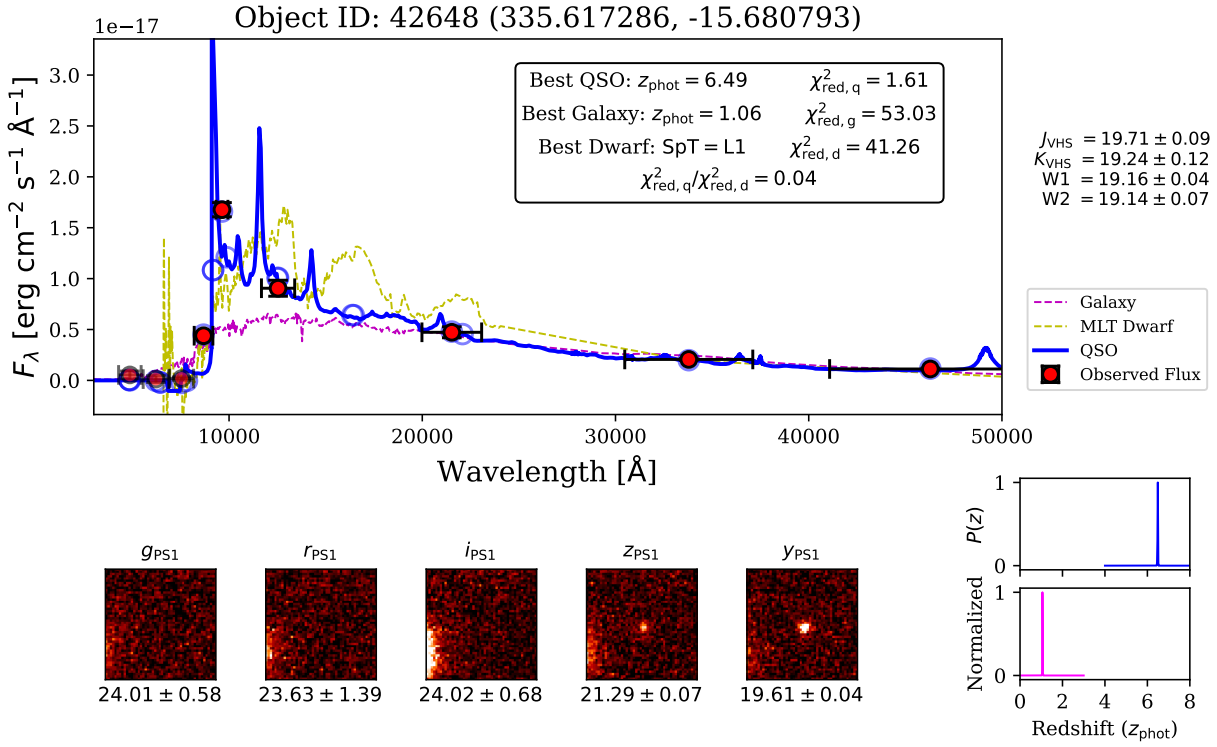 Object ID: 42648 (335.617286, -15.680793)
1e−17
3.0
2.5
2.0
1.5
1.0
0.5
0.0
F_λ [erg cm⁻² s⁻¹ Å⁻¹]
Best QSO: z_phot = 6.49 χ²_red, q = 1.61
Best Galaxy: z_phot = 1.06 χ²_red, g = 53.03
Best Dwarf: SpT = L1 χ²_red, d = 41.26
χ²_red, q/χ²_red, d = 0.04
J_VHS = 19.71 ± 0.09
K_VHS = 19.24 ± 0.12
W1 = 19.16 ± 0.04
W2 = 19.14 ± 0.07
Galaxy
MLT Dwarf
QSO
Observed Flux
10000 20000 30000 40000 50000
Wavelength [Å]
g_PS1 r_PS1 i_PS1 z_PS1 y_PS1
24.01 ± 0.58 23.63 ± 1.39 24.02 ± 0.68 21.29 ± 0.07 19.61 ± 0.04
P(z)
1
0
Normalized
1
0
0 2 4 6 8
Redshift (z_phot)